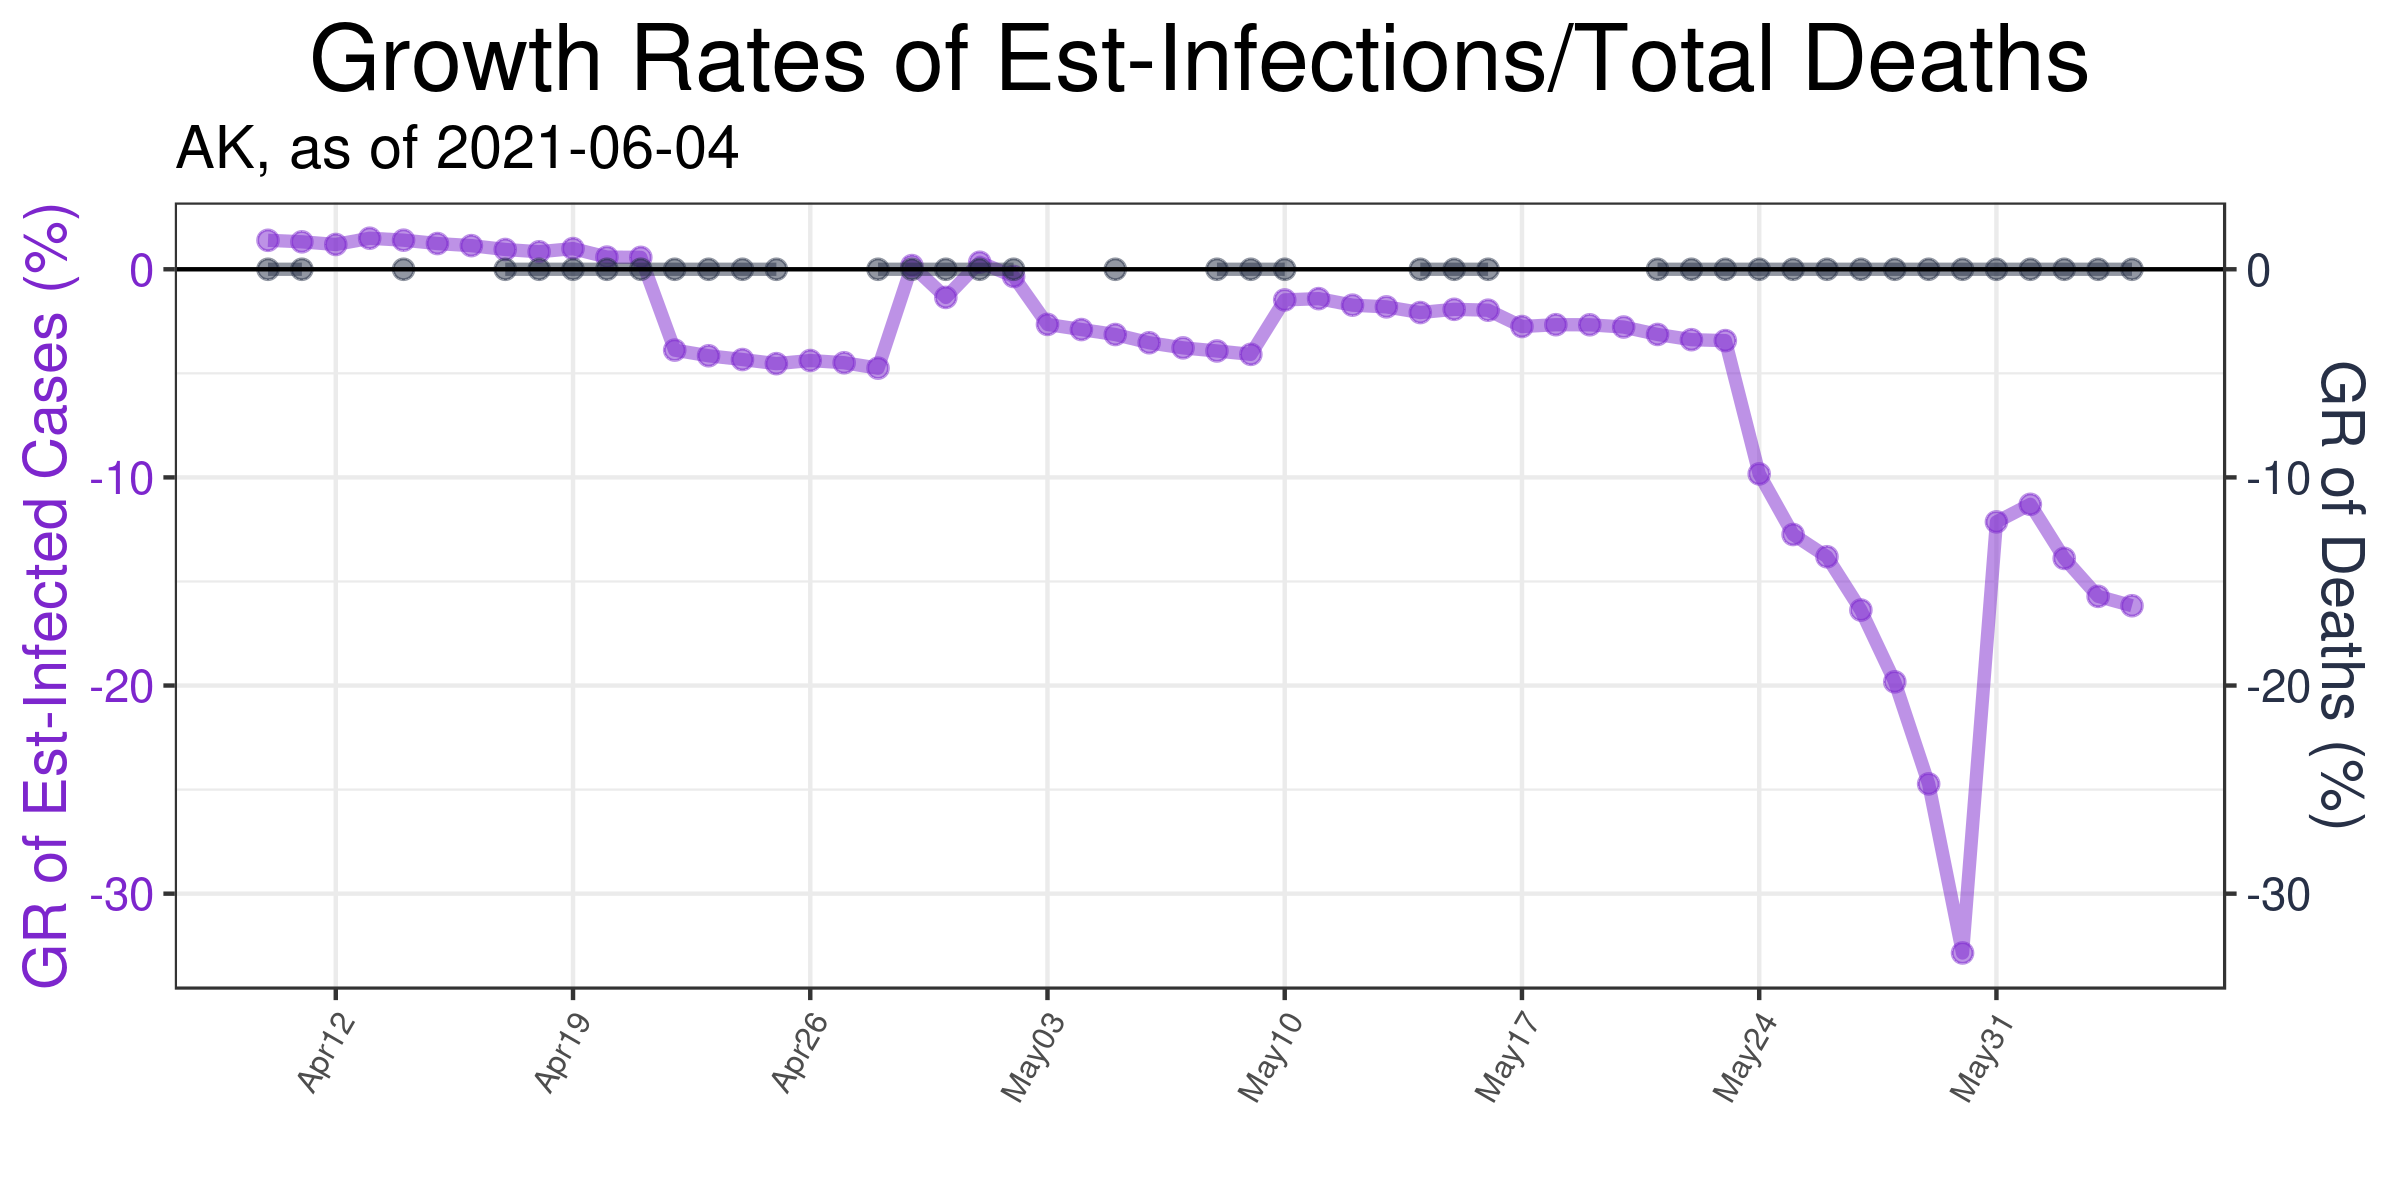 Growth Rates of Est-Infections/Total Deaths
AK, as of 2021-06-04
GR of Est-Infected Cases (%)
0
-10
-20
-30
0
-10
-20
-30
GR of Deaths (%)
Apr12
Apr19
Apr26
May03
May10
May17
May24
May31